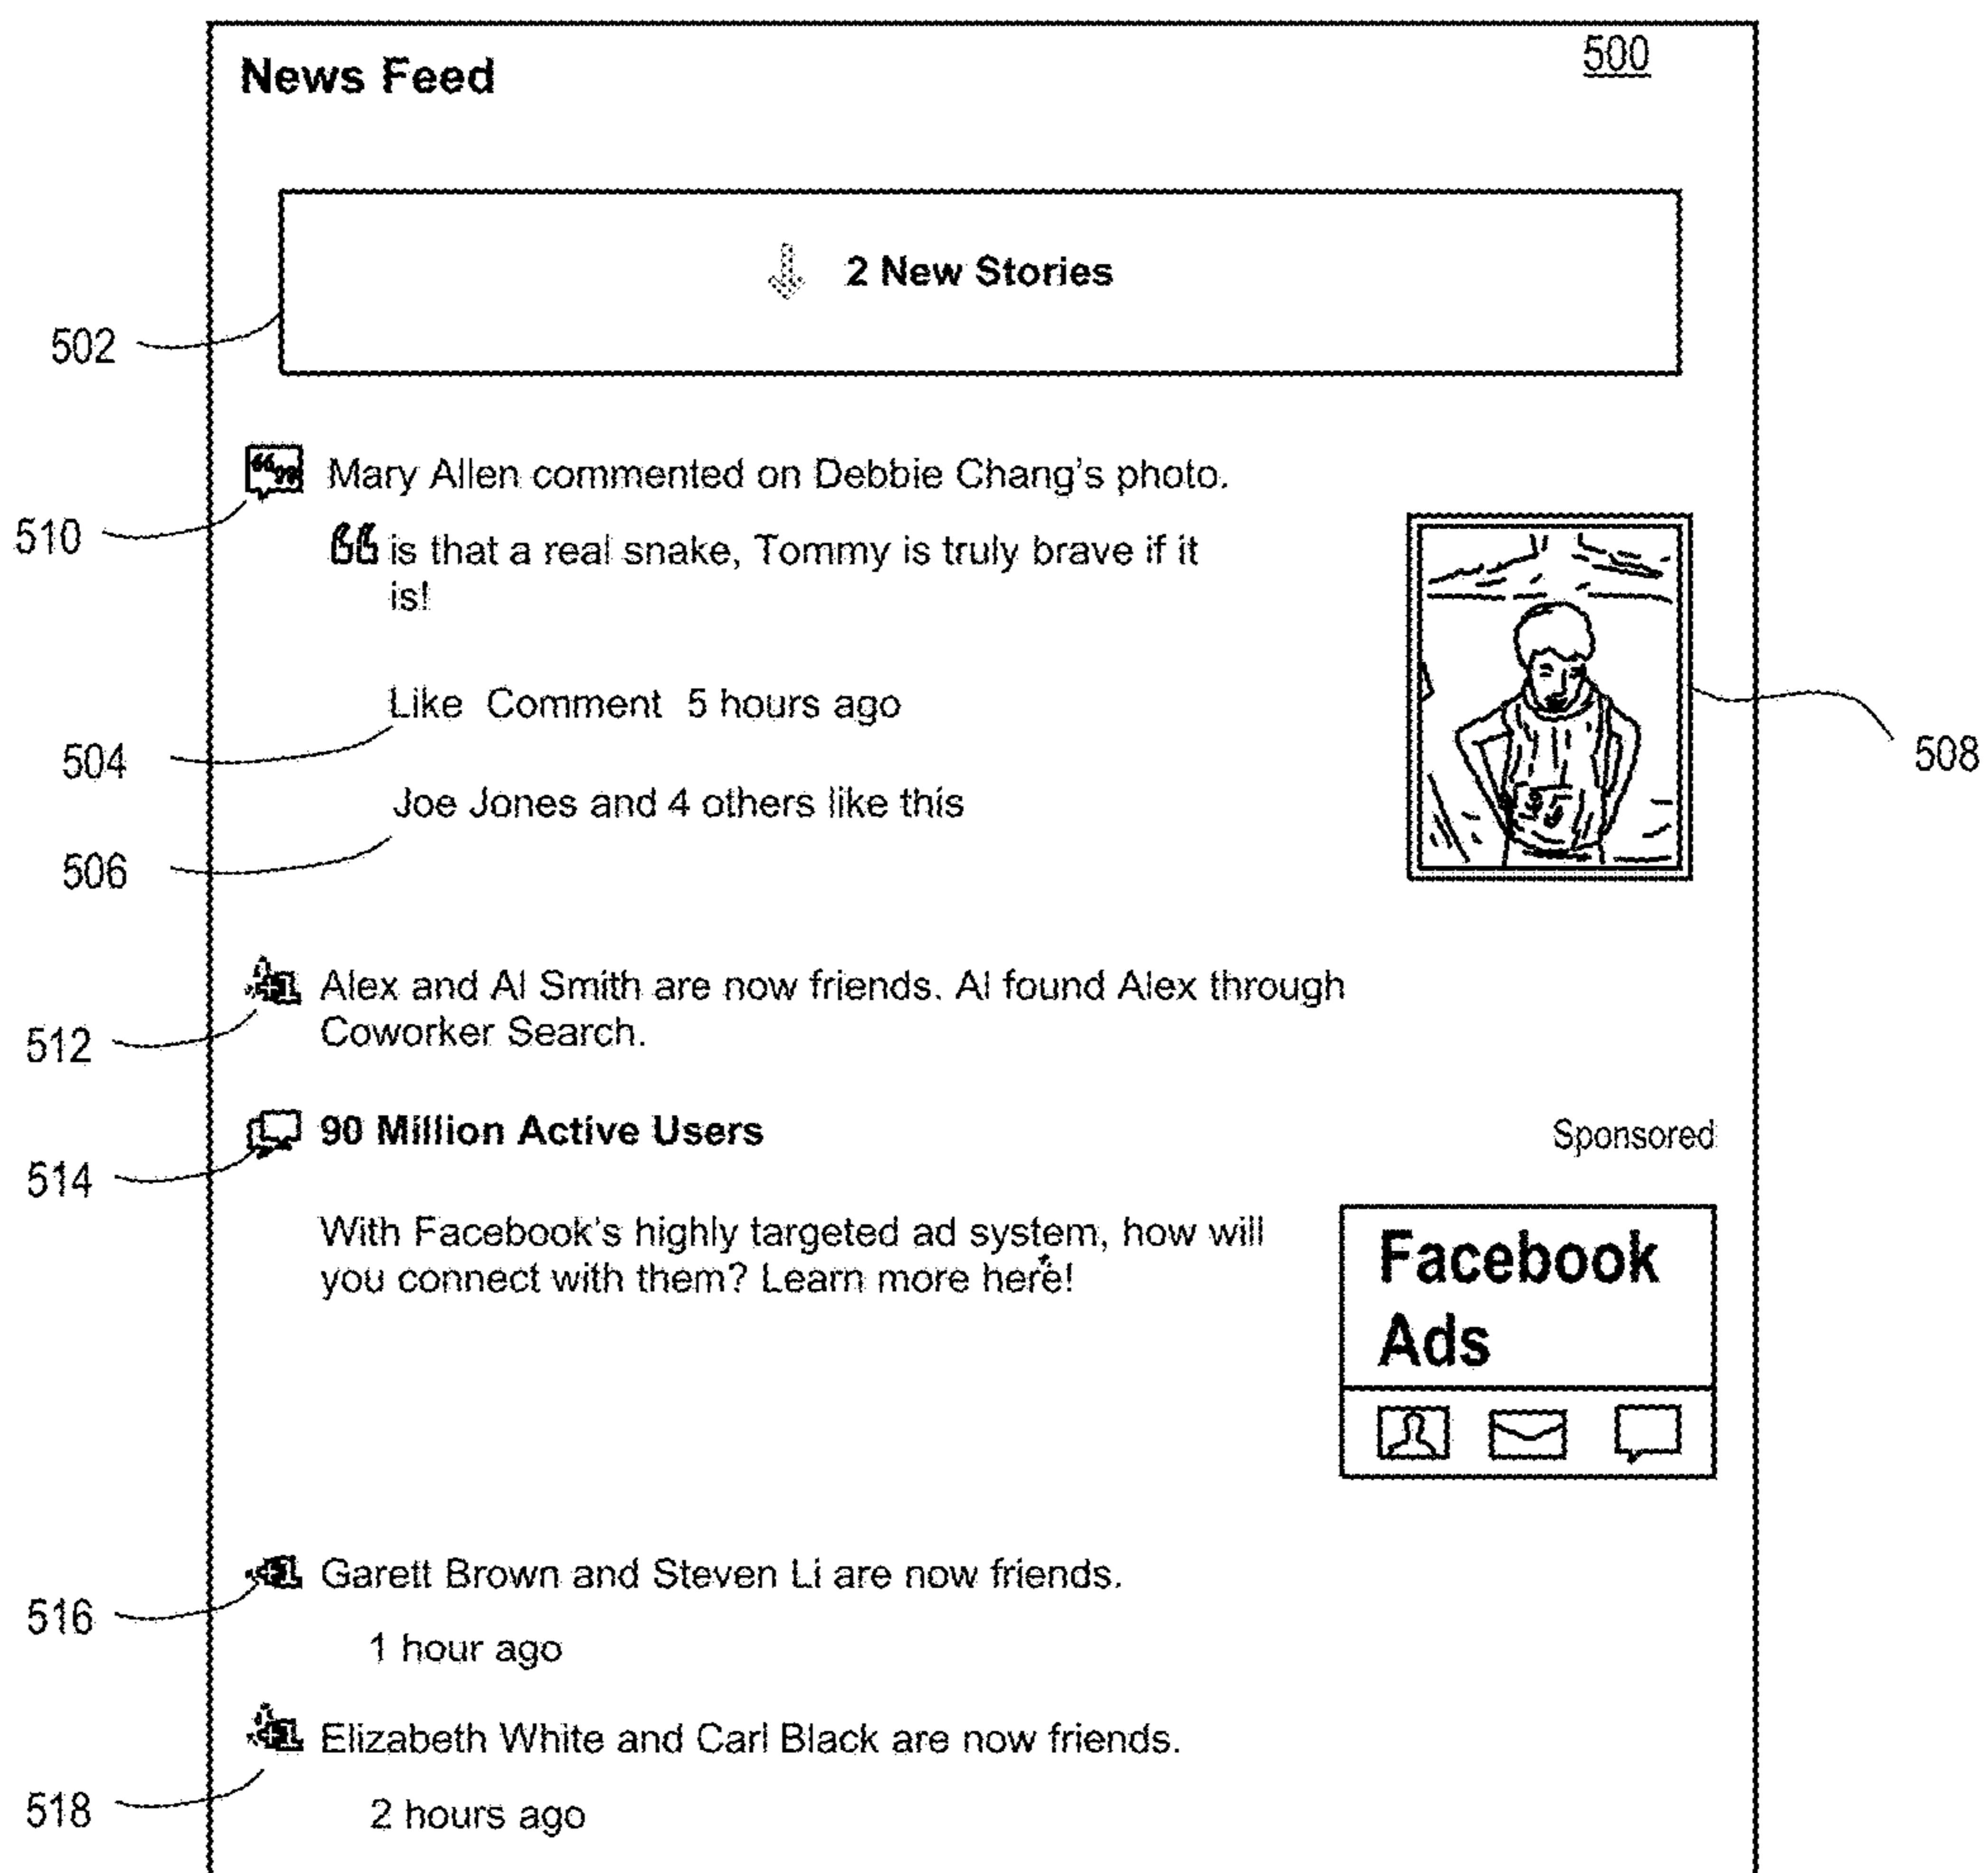 News Feed 500
2 New Stories
502
Mary Allen commented on Debbie Chang's photo.
510
is that a real snake, Tommy is truly brave if it
is!
Like Comment 5 hours ago
504
508
Joe Jones and 4 others like this
506
+1 Alex and Al Smith are now friends. Al found Alex through
Coworker Search.
512
90 Million Active Users
Sponsored
514
With Facebook's highly targeted ad system, how will
you connect with them? Learn more here!
Facebook
Ads
+1 Garett Brown and Steven Li are now friends.
516
1 hour ago
+1 Elizabeth White and Carl Black are now friends.
518
2 hours ago